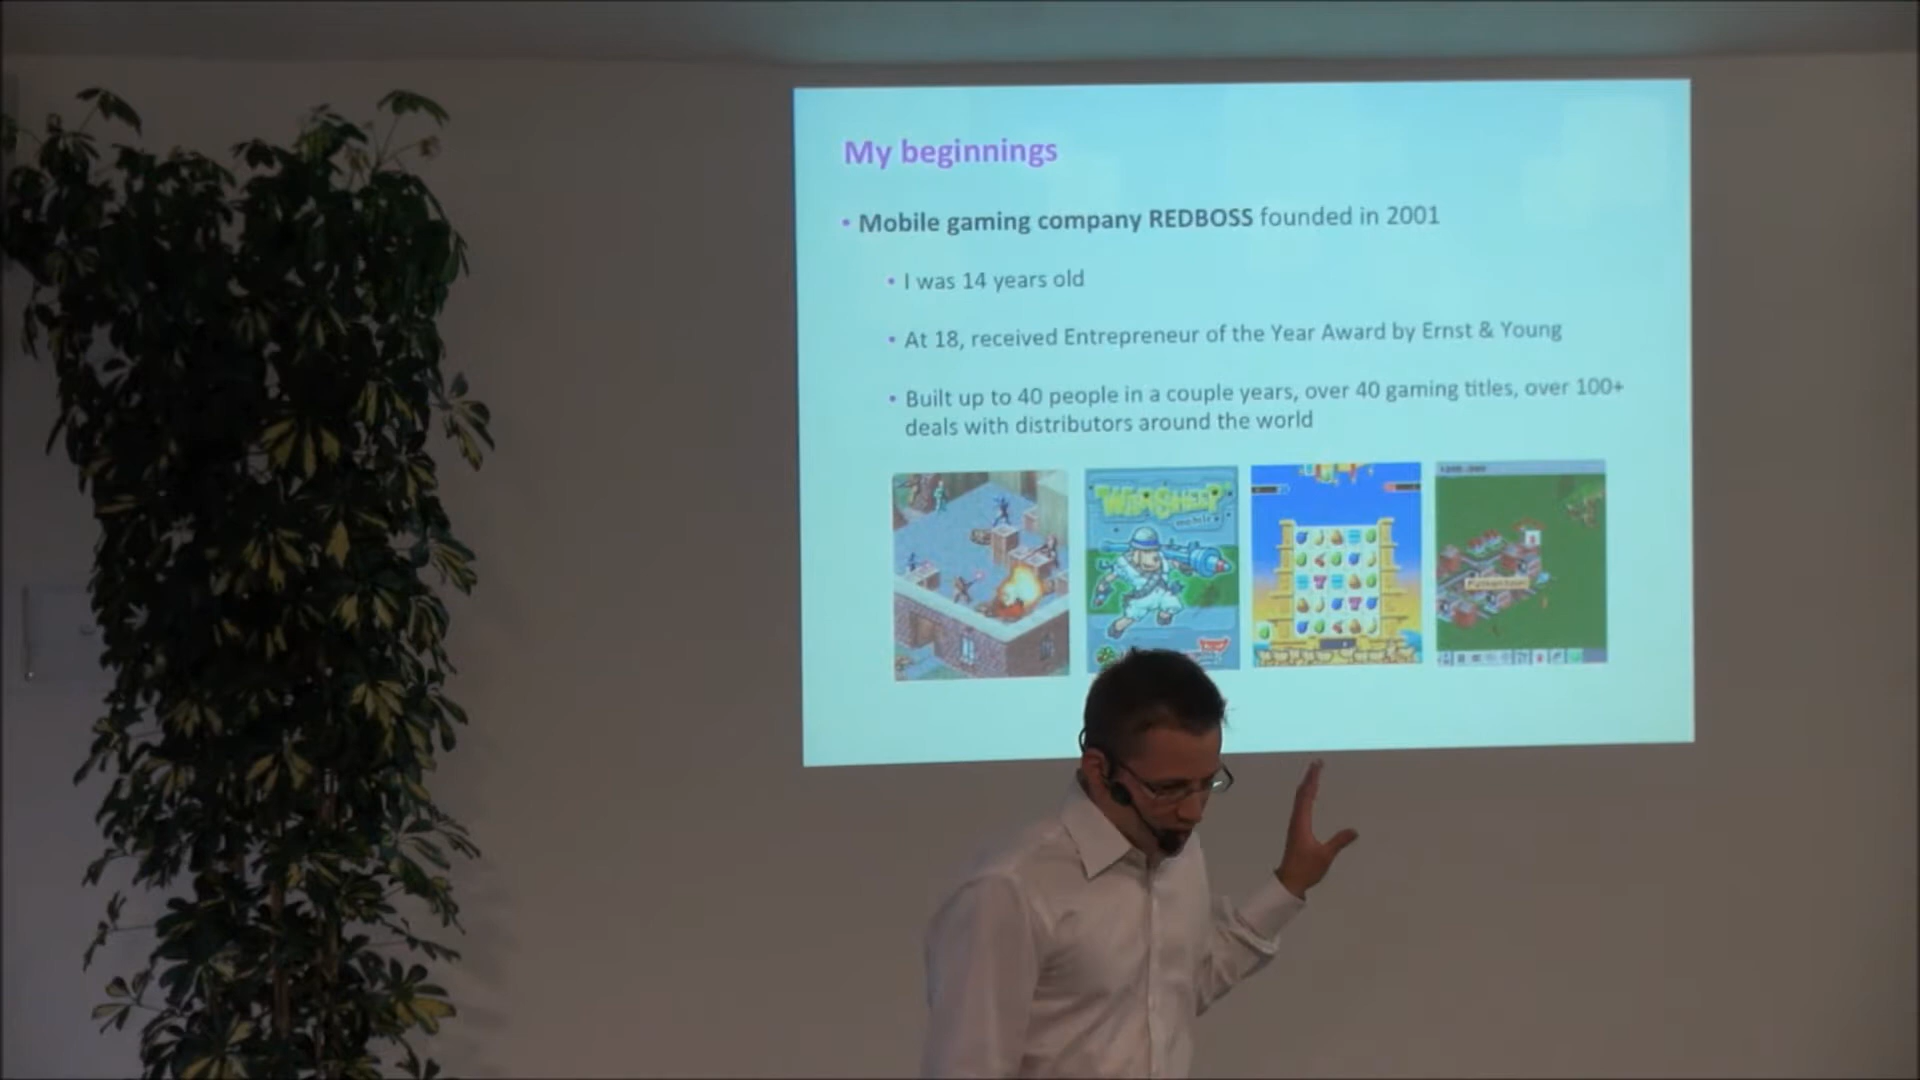 My beginnings
• Mobile gaming company REDBOSS founded in 2001
• I was 14 years old
• At 18, received Entrepreneur of the Year Award by Ernst & Young
• Built up to 40 people in a couple years, over 40 gaming titles, over 100+
deals with distributors around the world
WARSHEEP
mobile